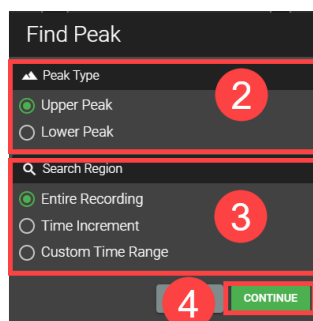 Find Peak
Peak Type
2
Upper Peak
Lower Peak
Search Region
Entire Recording
3
Time Increment
Custom Time Range
4
CONTINUE